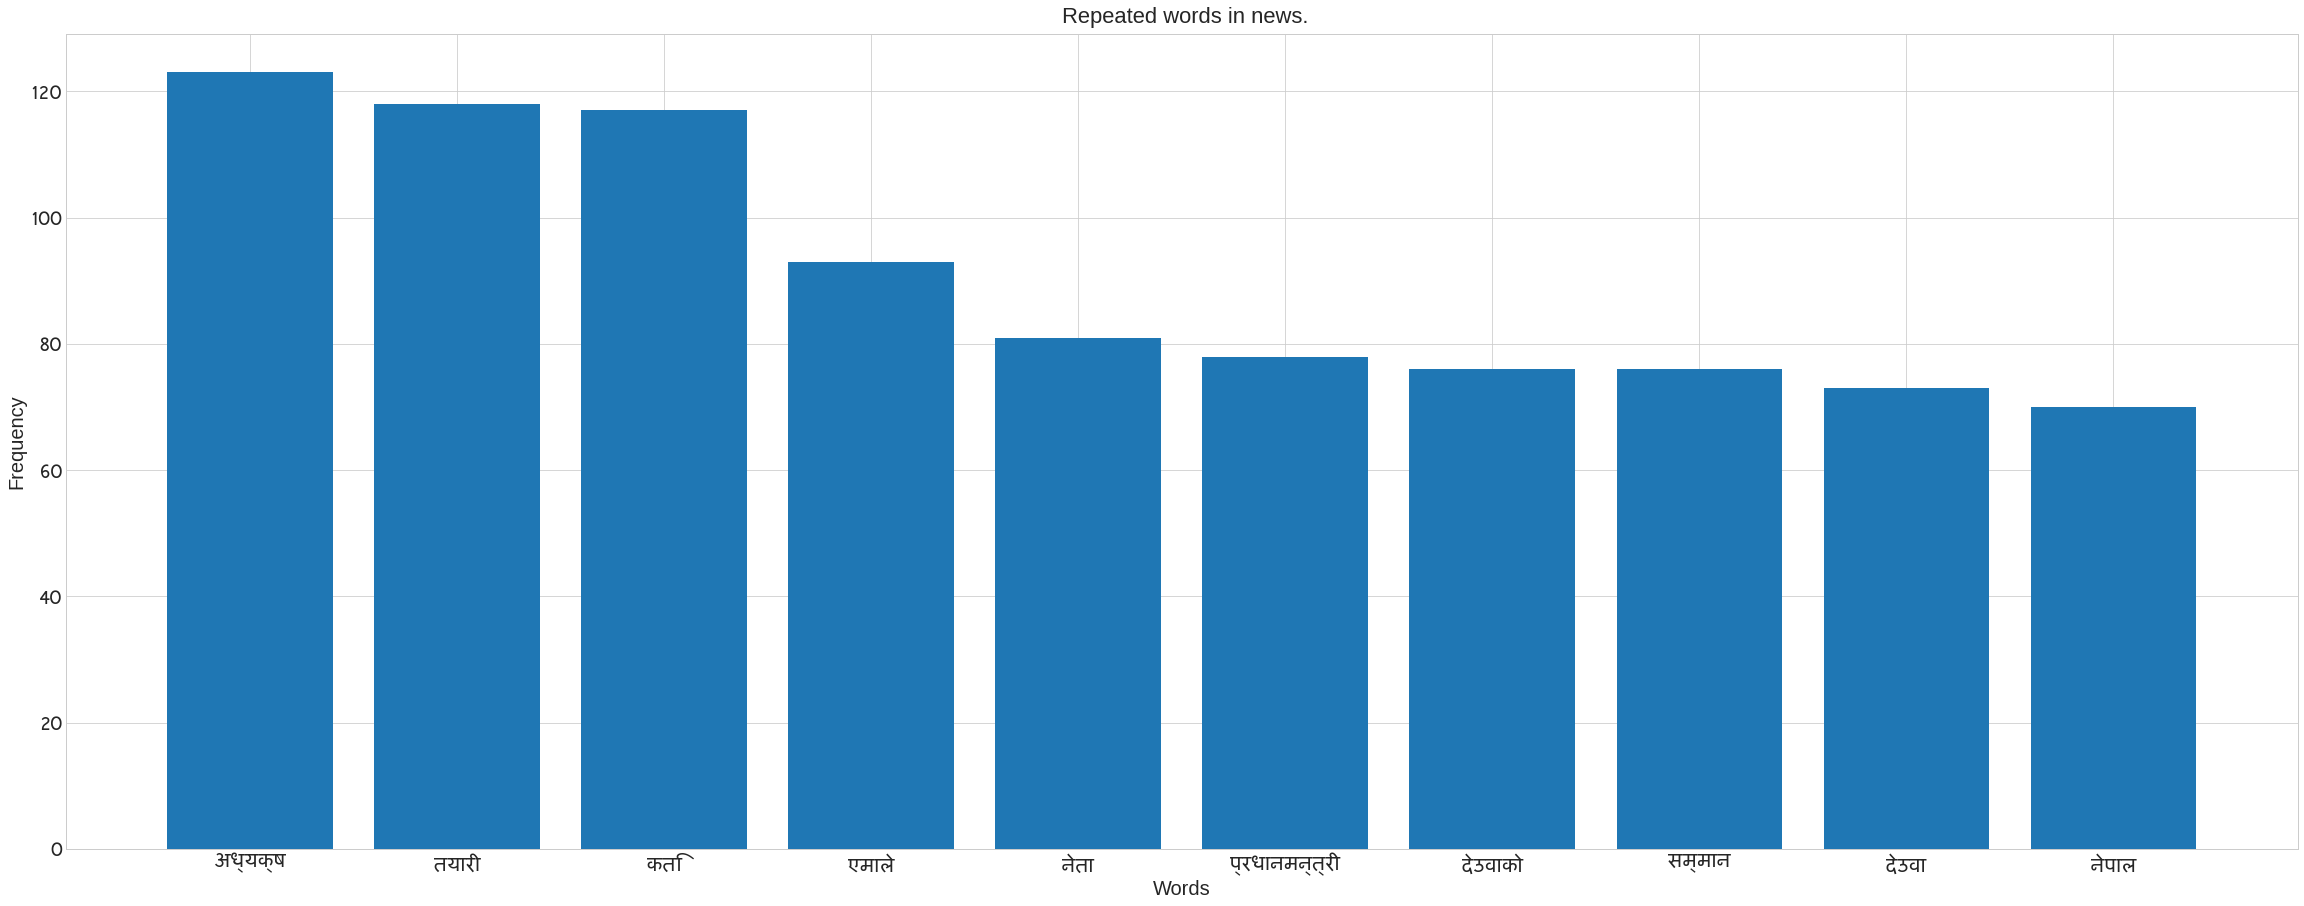 Repeated words in news.
120
100
80
60
40
20
0
Frequency
अध्यक्ष तयारी कति एमाले नेता प्रधानमन्त्री देउवाको सम्मान देउवा नेपाल
Words